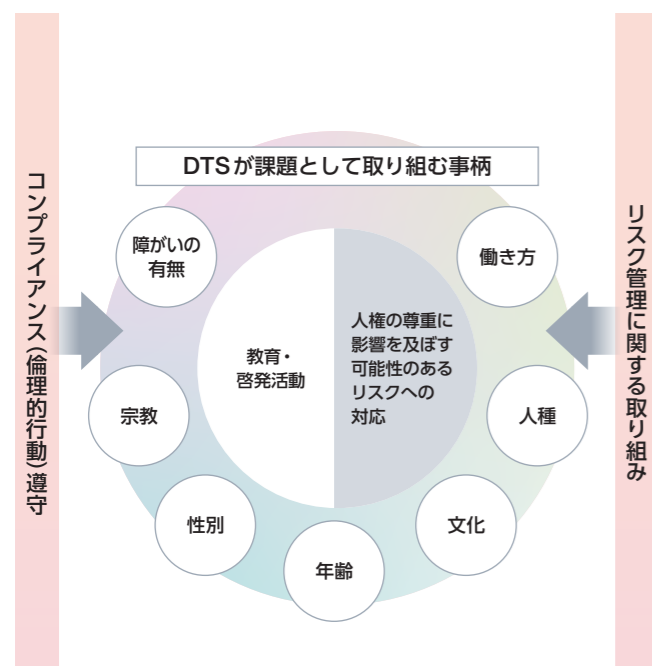 DTSが課題として取り組む事柄
コンプライアンス(倫理的行動)遵守
障がいの
有無
宗教
性別
年齢
文化
人種
働き方
教育・
啓発活動
人権の尊重に
影響を及ぼす
可能性のある
リスクへの
対応
リスク管理に関する取り組み